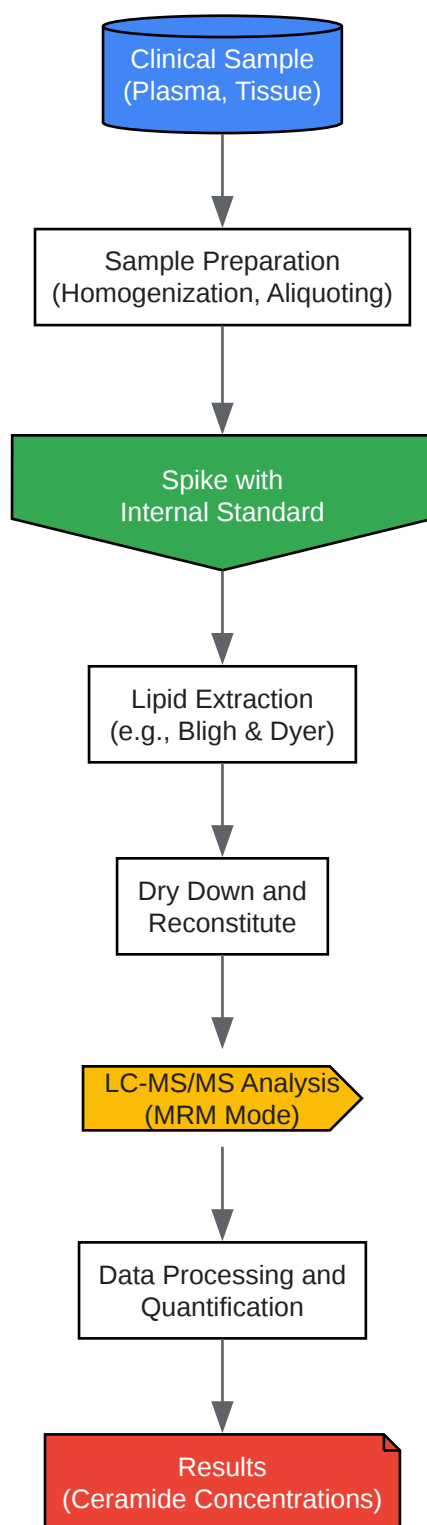 Clinical Sample
(Plasma, Tissue)
Sample Preparation
(Homogenization, Aliquoting)
Spike with
Internal Standard
Lipid Extraction
(e.g., Bligh & Dyer)
Dry Down and
Reconstitute
LC-MS/MS Analysis
(MRM Mode)
Data Processing and
Quantification
Results
(Ceramide Concentrations)